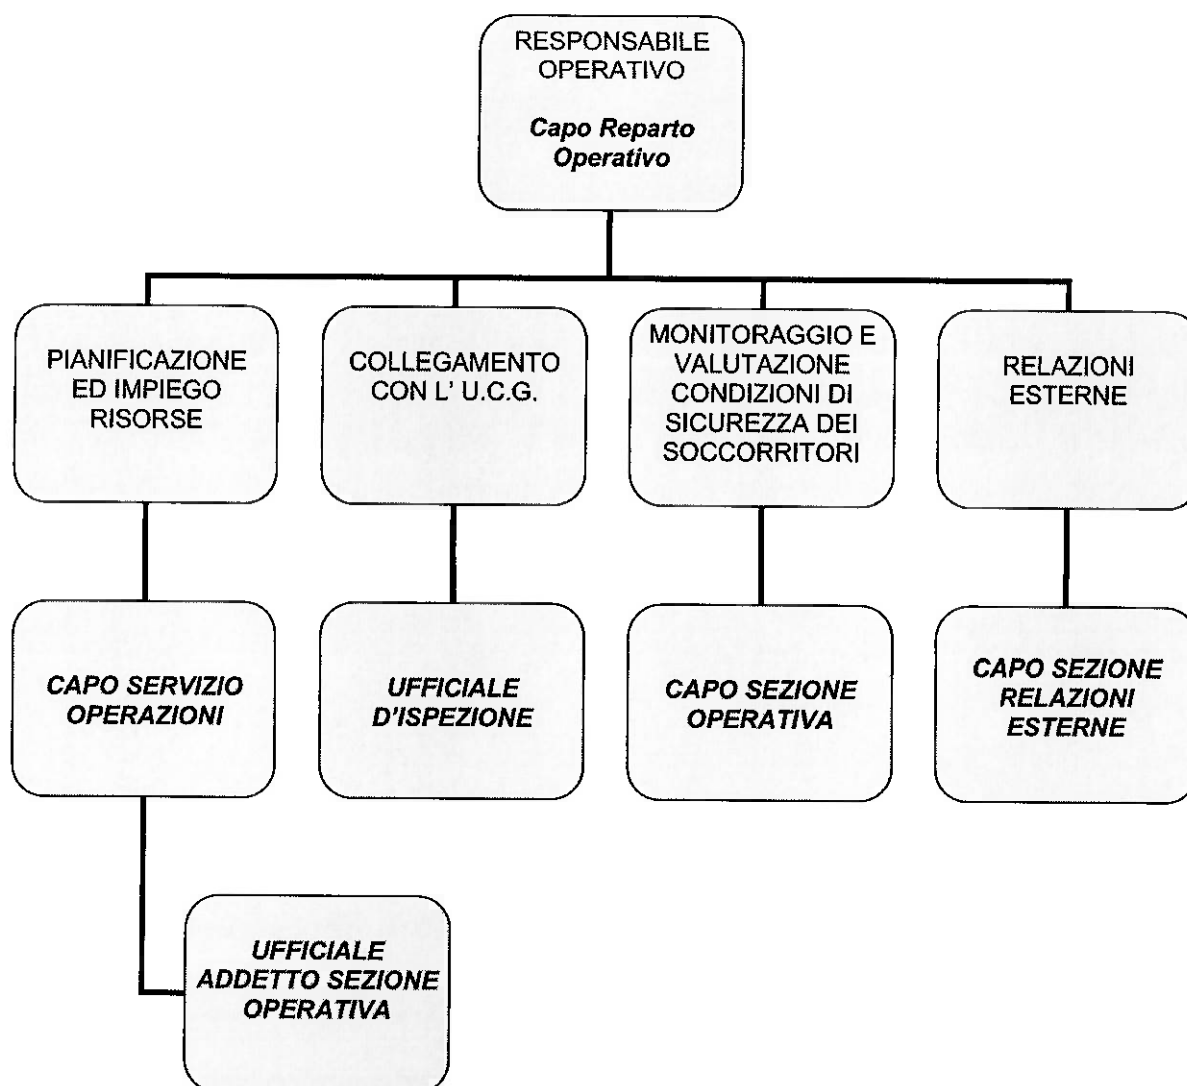 RESPONSABILE
OPERATIVO
Capo Reparto
Operativo
PIANIFICAZIONE
ED IMPIEGO
RISORSE
COLLEGAMENTO
CON L' U.C.G.
MONITORAGGIO E
VALUTAZIONE
CONDIZIONI DI
SICUREZZA DEI
SOCCORRITORI
RELAZIONI
ESTERNE
CAPO SERVIZIO
OPERAZIONI
UFFICIALE
D'ISPEZIONE
CAPO SEZIONE
OPERATIVA
CAPO SEZIONE
RELAZIONI
ESTERNE
UFFICIALE
ADDETTO SEZIONE
OPERATIVA